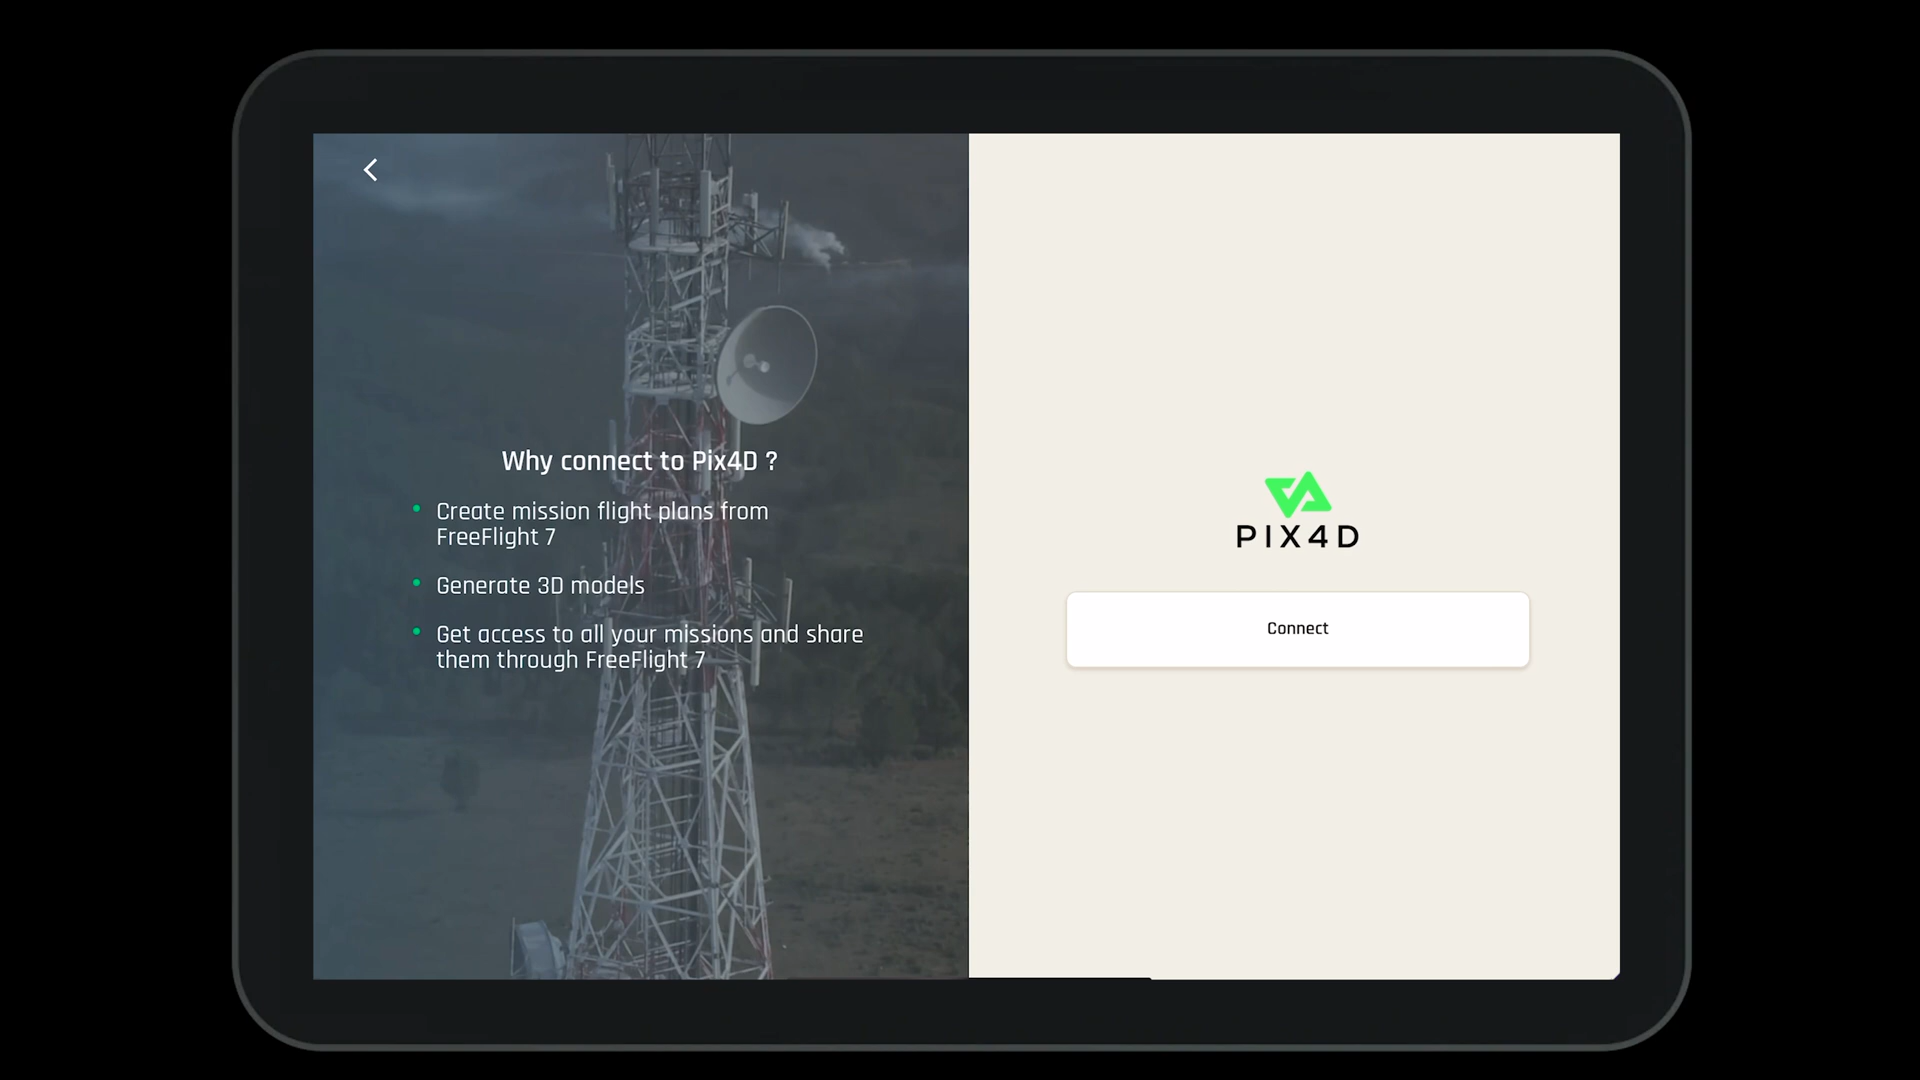 Why connect to Pix4D ?
Create mission flight plans from
FreeFlight 7
Generate 3D models
Get access to all your missions and share
them through FreeFlight 7
PIX4D
Connect